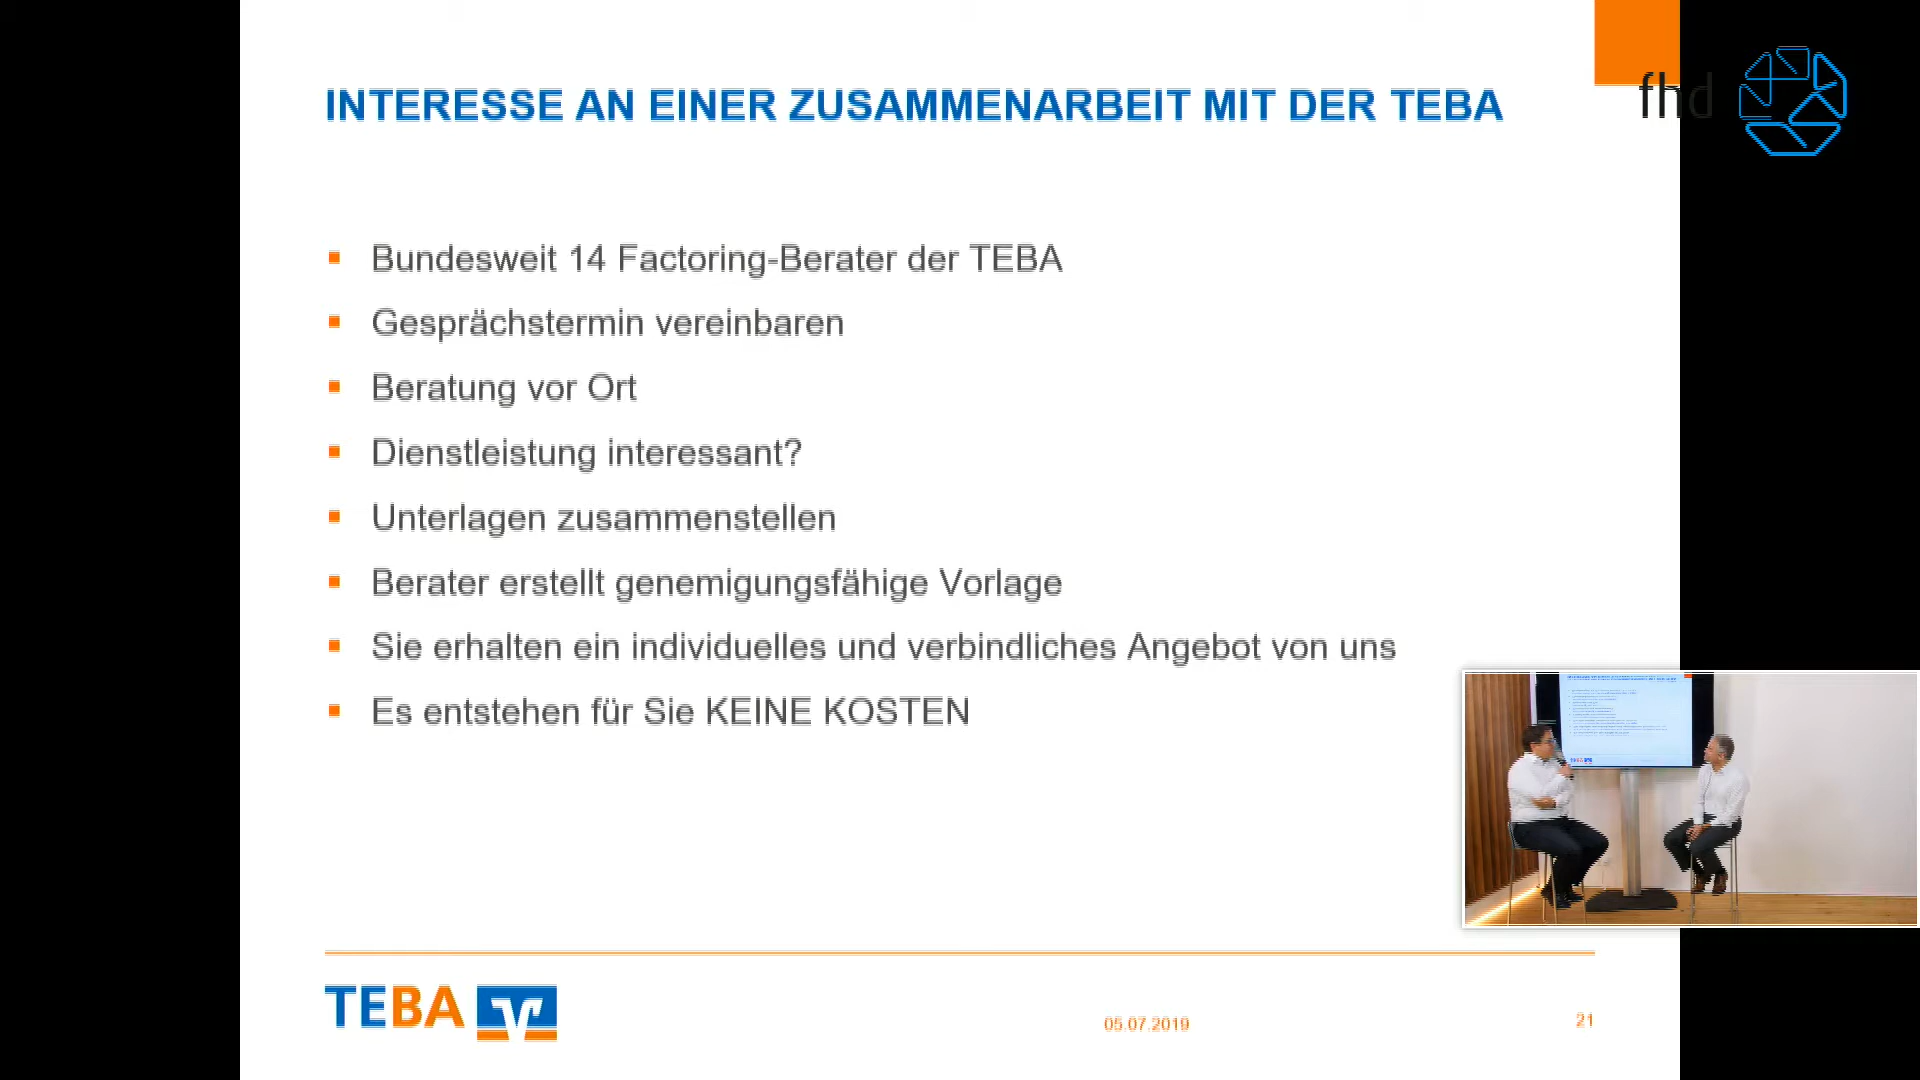 INTERESSE AN EINER ZUSAMMENARBEIT MIT DER TEBA
fhd
Bundesweit 14 Factoring-Berater der TEBA
Gesprächstermin vereinbaren
Beratung vor Ort
Dienstleistung interessant?
Unterlagen zusammenstellen
Berater erstellt genemigungsfähige Vorlage
Sie erhalten ein individuelles und verbindliches Angebot von uns
Es entstehen für Sie KEINE KOSTEN
TEBA
05.07.2019
21